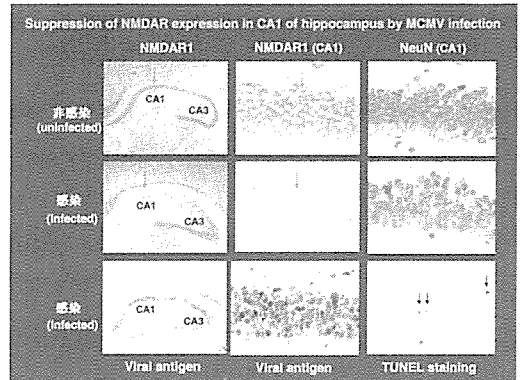 Suppression of NMDAR expression in CA1 of hippocampus by MCMV infection
NMDAR1 NMDAR1 (CA1) NeuN (CA1)
非感染
(uninfected)
CA1
CA3
感染
(Infected)
CA1
CA3
感染
(Infected)
CA1
CA3
Viral antigen Viral antigen TUNEL staining